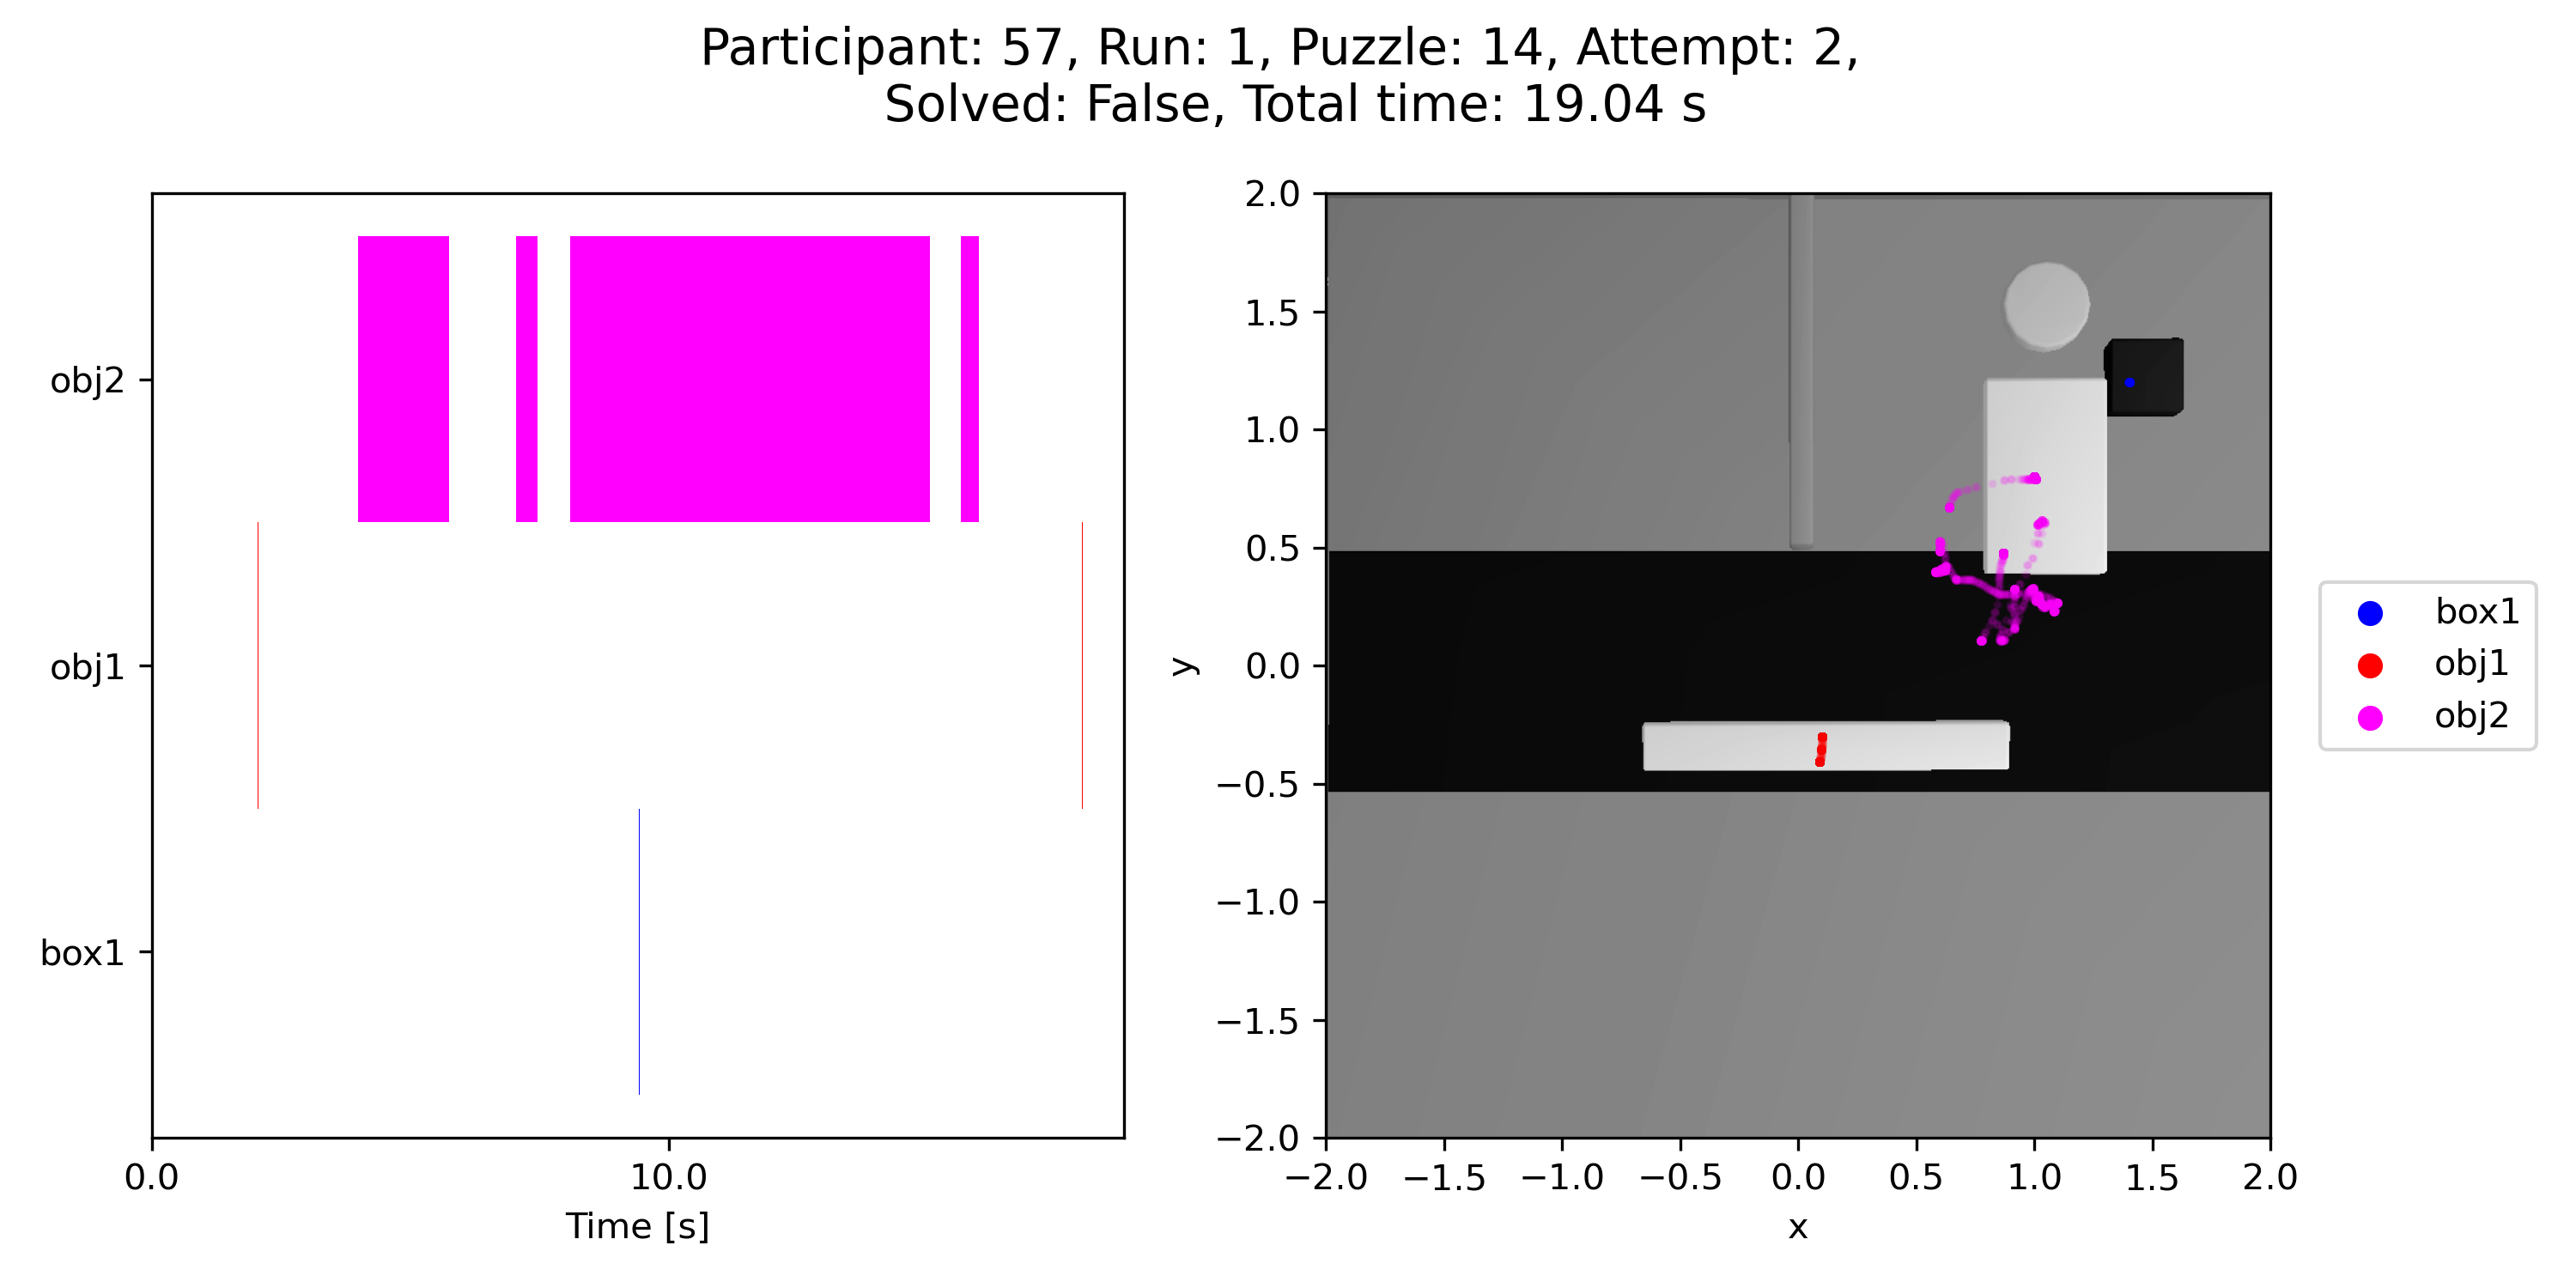 Participant: 57, Run: 1, Puzzle: 14, Attempt: 2,
Solved: False, Total time: 19.04 s
obj2
obj1
box1
0.0
10.0
Time [s]
2.0
1.5
1.0
0.5
0.0
−0.5
−1.0
−1.5
−2.0
y
−2.0
−1.5
−1.0
−0.5
0.0
0.5
1.0
1.5
2.0
x
box1
obj1
obj2